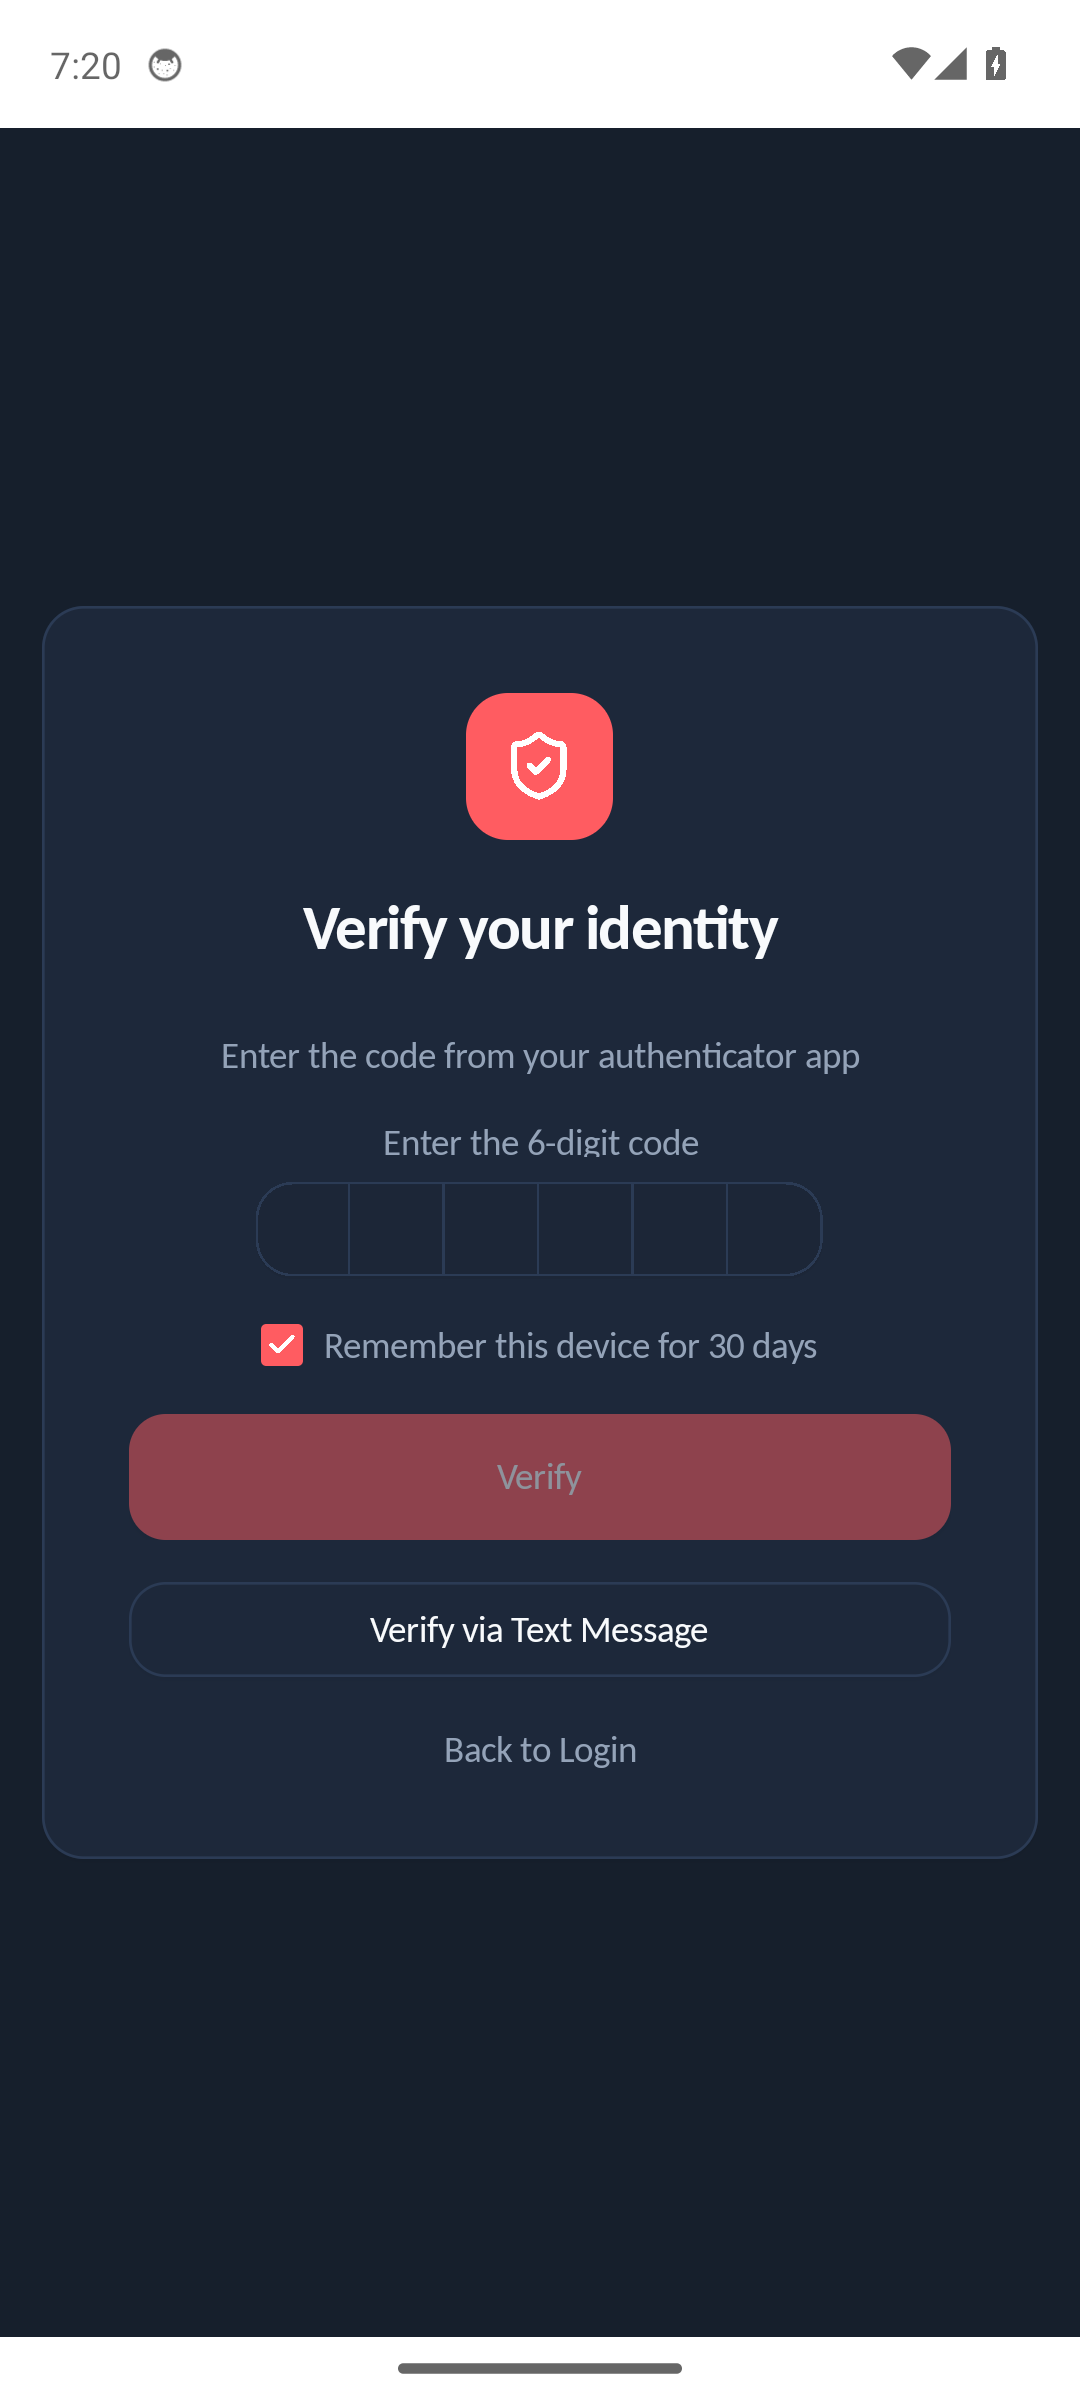 7:20
Verify your identity
Enter the code from your authenticator app
Enter the 6-digit code
Remember this device for 30 days
Verify
Verify via Text Message
Back to Login